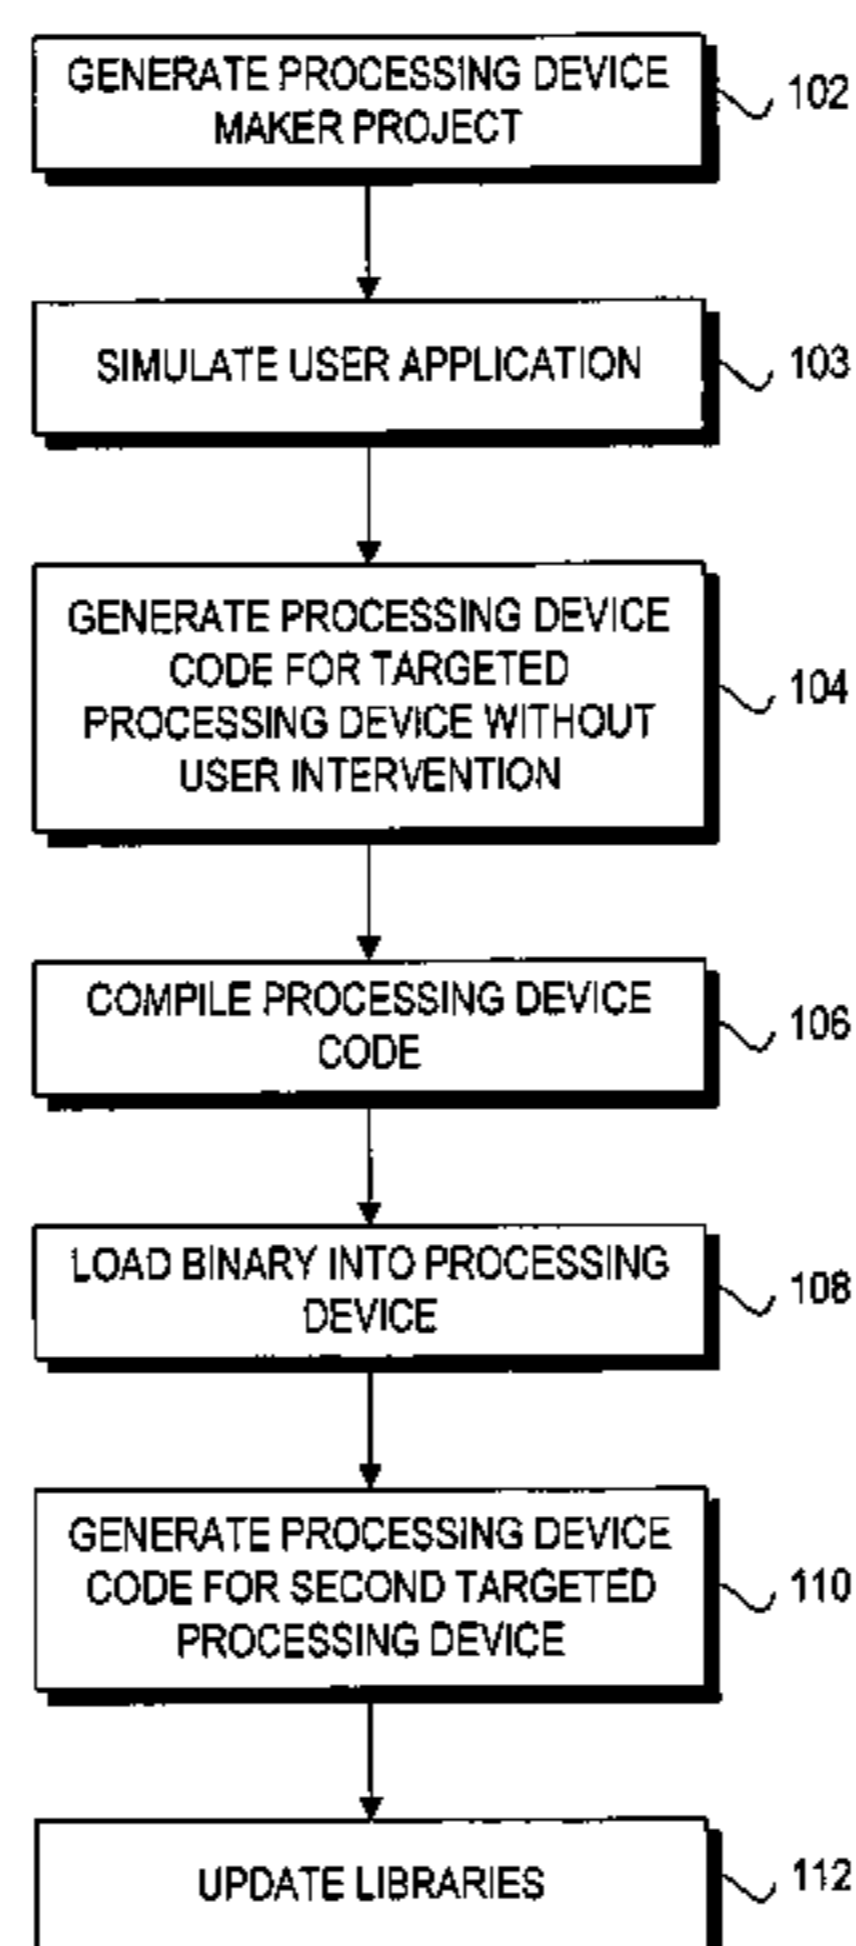 GENERATE PROCESSING DEVICE
MAKER PROJECT
102
SIMULATE USER APPLICATION
103
GENERATE PROCESSING DEVICE
CODE FOR TARGETED
PROCESSING DEVICE WITHOUT
USER INTERVENTION
104
COMPILE PROCESSING DEVICE
CODE
106
LOAD BINARY INTO PROCESSING
DEVICE
108
GENERATE PROCESSING DEVICE
CODE FOR SECOND TARGETED
PROCESSING DEVICE
110
UPDATE LIBRARIES
112